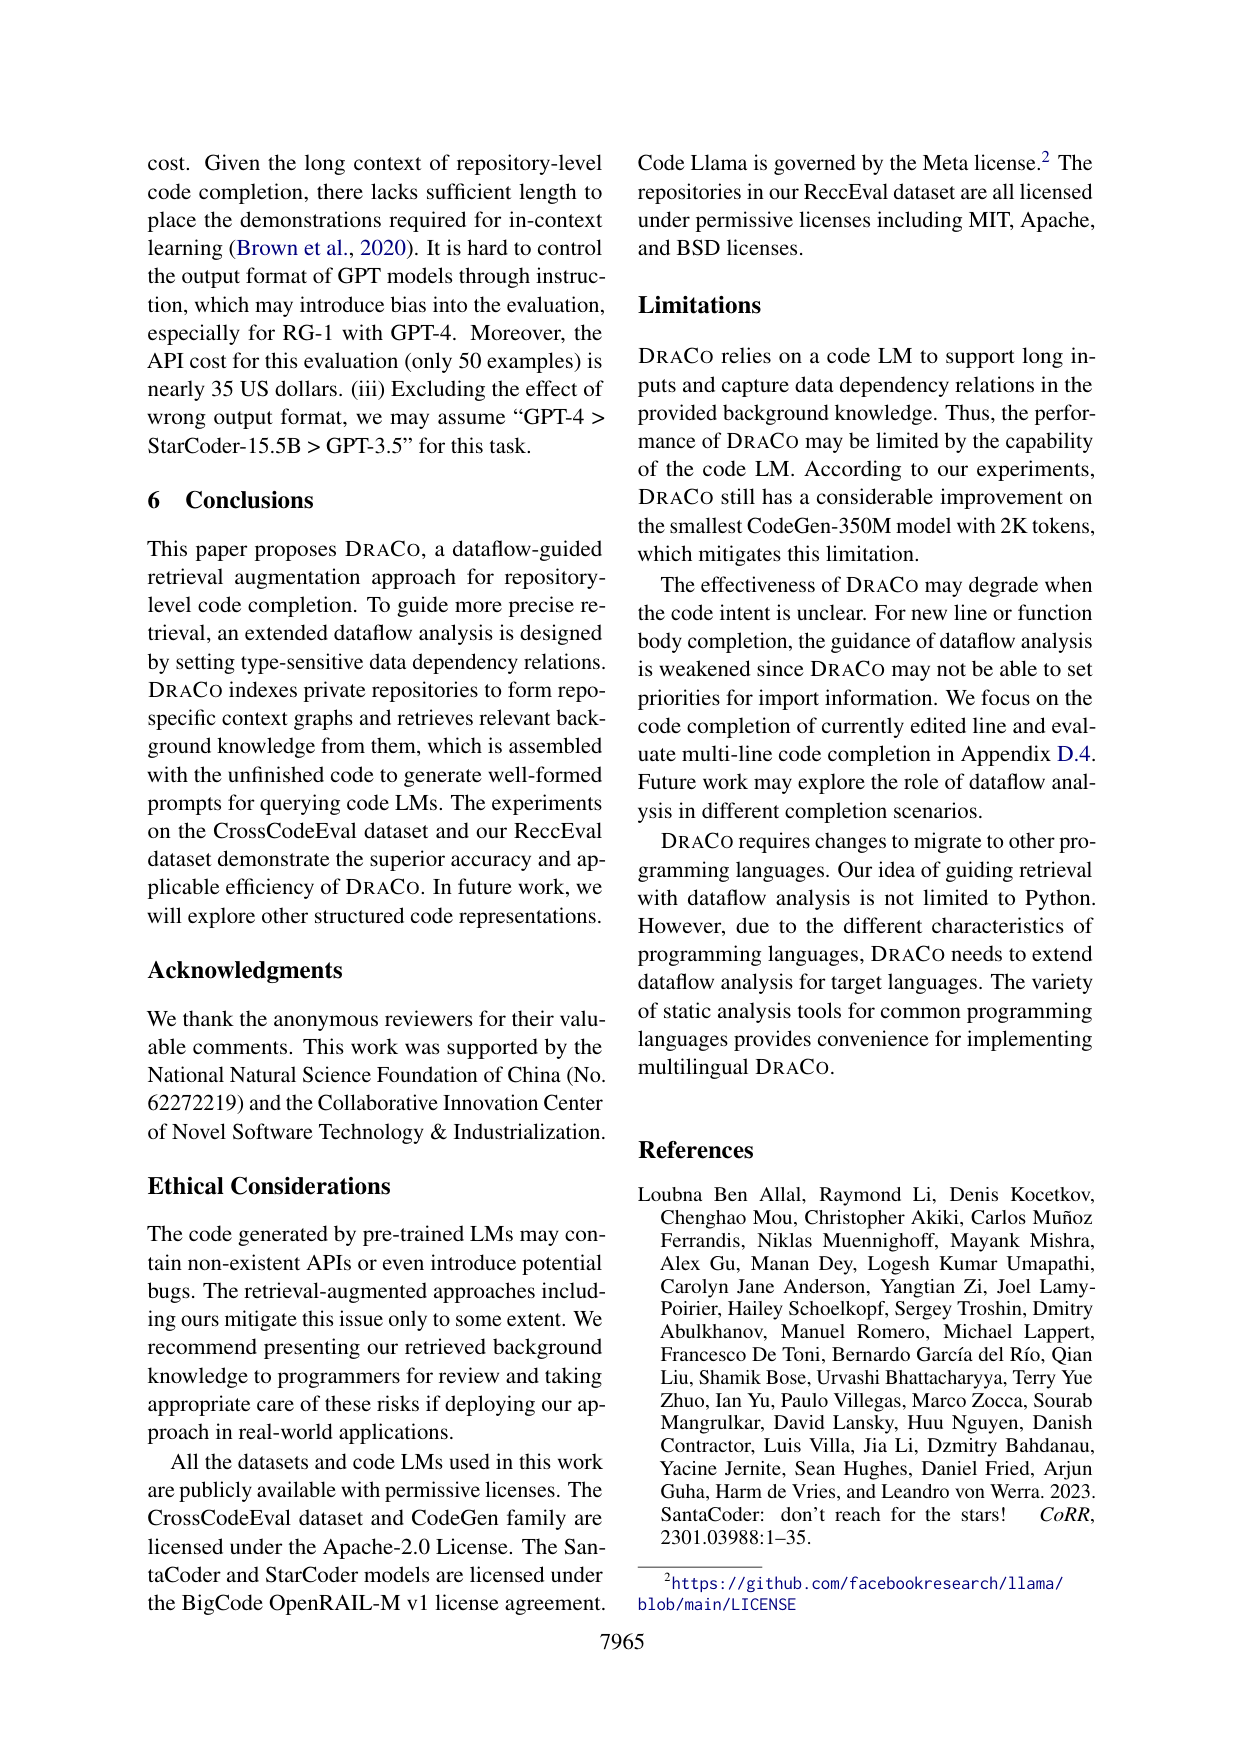 cost. Given the long context of repository-level
code completion, there lacks sufficient length to
place the demonstrations required for in-context
learning (Brown et al., 2020). It is hard to control
the output format of GPT models through instruc-
tion, which may introduce bias into the evaluation,
especially for RG-1 with GPT-4. Moreover, the
API cost for this evaluation (only 50 examples) is
nearly 35 US dollars. (iii) Excluding the effect of
wrong output format, we may assume “GPT-4 >
StarCoder-15.5B > GPT-3.5” for this task.
6 Conclusions
This paper proposes DRACO, a dataflow-guided
retrieval augmentation approach for repository-
level code completion. To guide more precise re-
trieval, an extended dataflow analysis is designed
by setting type-sensitive data dependency relations.
DRACO indexes private repositories to form repo-
specific context graphs and retrieves relevant back-
ground knowledge from them, which is assembled
with the unfinished code to generate well-formed
prompts for querying code LMs. The experiments
on the CrossCodeEval dataset and our ReccEval
dataset demonstrate the superior accuracy and ap-
plicable efficiency of DRACO. In future work, we
will explore other structured code representations.
Acknowledgments
We thank the anonymous reviewers for their valu-
able comments. This work was supported by the
National Natural Science Foundation of China (No.
62272219) and the Collaborative Innovation Center
of Novel Software Technology & Industrialization.
Ethical Considerations
The code generated by pre-trained LMs may con-
tain non-existent APIs or even introduce potential
bugs. The retrieval-augmented approaches includ-
ing ours mitigate this issue only to some extent. We
recommend presenting our retrieved background
knowledge to programmers for review and taking
appropriate care of these risks if deploying our ap-
proach in real-world applications.
All the datasets and code LMs used in this work
are publicly available with permissive licenses. The
CrossCodeEval dataset and CodeGen family are
licensed under the Apache-2.0 License. The San-
taCoder and StarCoder models are licensed under
the BigCode OpenRAIL-M v1 license agreement.
Code Llama is governed by the Meta license.2 The
repositories in our ReccEval dataset are all licensed
under permissive licenses including MIT, Apache,
and BSD licenses.
Limitations
DRACO relies on a code LM to support long in-
puts and capture data dependency relations in the
provided background knowledge. Thus, the perfor-
mance of DRACO may be limited by the capability
of the code LM. According to our experiments,
DRACO still has a considerable improvement on
the smallest CodeGen-350M model with 2K tokens,
which mitigates this limitation.
The effectiveness of DRACO may degrade when
the code intent is unclear. For new line or function
body completion, the guidance of dataflow analysis
is weakened since DRACO may not be able to set
priorities for import information. We focus on the
code completion of currently edited line and eval-
uate multi-line code completion in Appendix D.4.
Future work may explore the role of dataflow anal-
ysis in different completion scenarios.
DRACO requires changes to migrate to other pro-
gramming languages. Our idea of guiding retrieval
with dataflow analysis is not limited to Python.
However, due to the different characteristics of
programming languages, DRACO needs to extend
dataflow analysis for target languages. The variety
of static analysis tools for common programming
languages provides convenience for implementing
multilingual DRACO.
References
Loubna Ben Allal, Raymond Li, Denis Kocetkov,
Chenghao Mou, Christopher Akiki, Carlos Muñoz
Ferrandis, Niklas Muennighoff, Mayank Mishra,
Alex Gu, Manan Dey, Logesh Kumar Umapathi,
Carolyn Jane Anderson, Yangtian Zi, Joel Lamy-
Poirier, Hailey Schoelkopf, Sergey Troshin, Dmitry
Abulkhanov, Manuel Romero, Michael Lappert,
Francesco De Toni, Bernardo García del Río, Qian
Liu, Shamik Bose, Urvashi Bhattacharyya, Terry Yue
Zhuo, Ian Yu, Paulo Villegas, Marco Zocca, Sourab
Mangrulkar, David Lansky, Huu Nguyen, Danish
Contractor, Luis Villa, Jia Li, Dzmitry Bahdanau,
Yacine Jernite, Sean Hughes, Daniel Fried, Arjun
Guha, Harm de Vries, and Leandro von Werra. 2023.
SantaCoder: don’t reach for the stars! CoRR,
2301.03988:1–35.
2https://github.com/facebookresearch/llama/
blob/main/LICENSE
7965